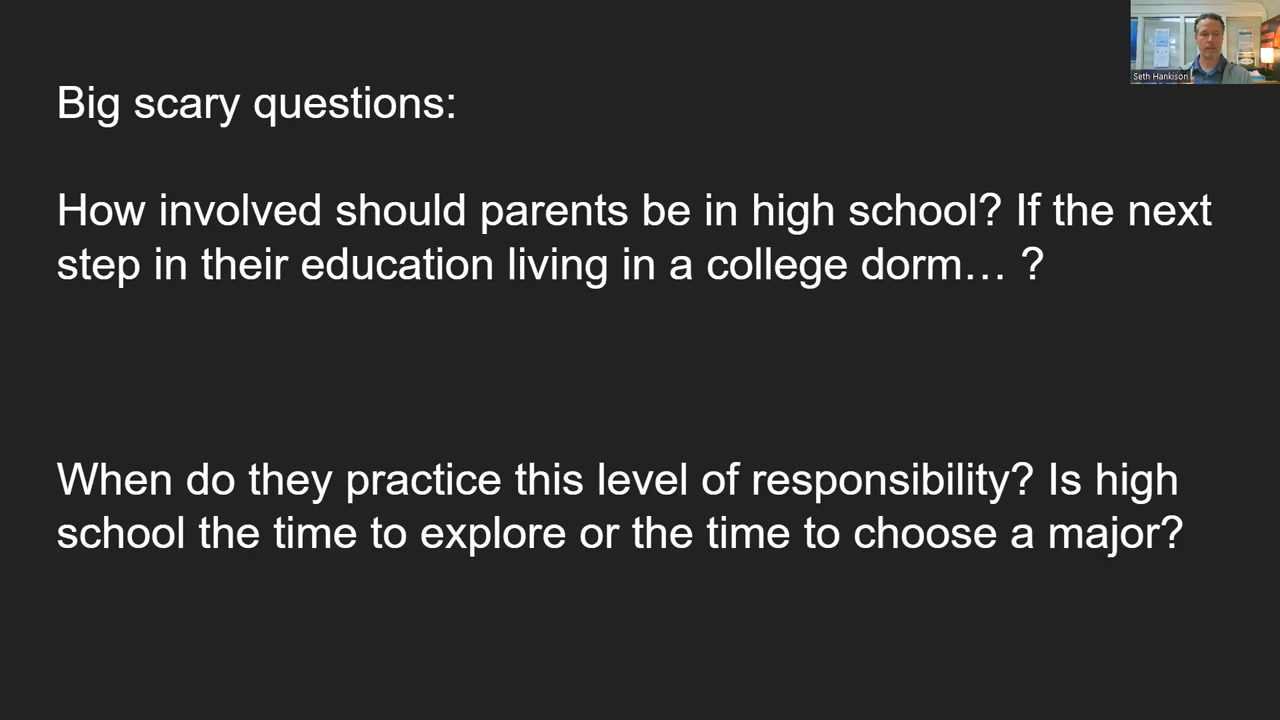 Seth Hankison
Big scary questions:
How involved should parents be in high school? If the next
step in their education living in a college dorm… ?
When do they practice this level of responsibility? Is high
school the time to explore or the time to choose a major?